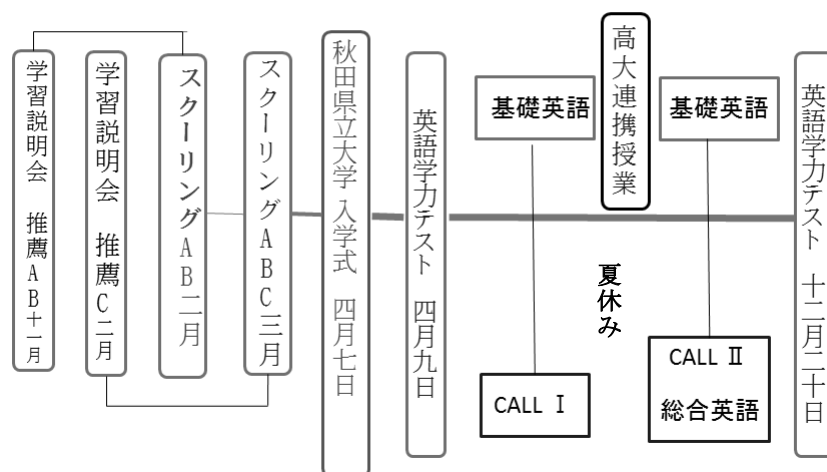 学習説明会 推薦AB十一月
学習説明会 推薦C二月
スクーリングAB二月
スクーリングABC三月
秋田県立大学 入学式 四月七日
英語学力テスト 四月九日
基礎英語
CALL Ⅰ
高大連携授業
夏休み
基礎英語
CALL Ⅱ
総合英語
英語学力テスト 十二月二十日